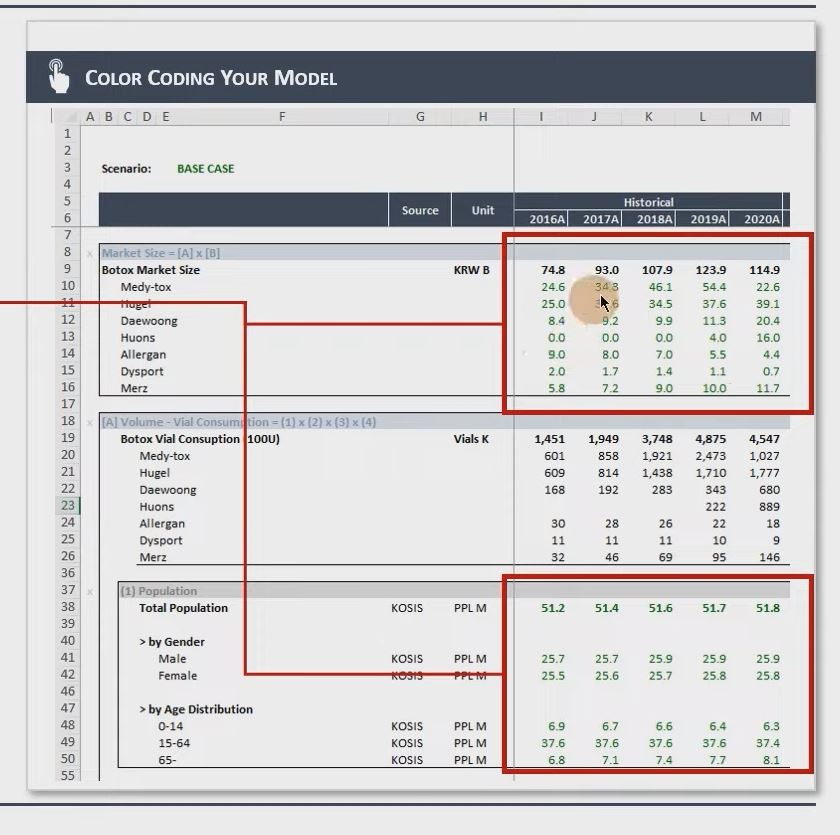 COLOR CODING YOUR MODEL
A B C D E F G H I J K L M
1
2
3 Scenario: BASE CASE
4
5 Historical
Source Unit
6 2016A 2017A 2018A 2019A 2020A
7
8 x Market Size = [A] x [B]
9 Botox Market Size KRW B 74.8 93.0 107.9 123.9 114.9
10 Medy-tox 24.6 34.3 46.1 54.4 22.6
11 Hugel 25.0 34.5 37.6 39.1
12 Daewoong 8.4 9.2 9.9 11.3 20.4
13 Huons 0.0 0.0 0.0 4.0 16.0
14 Allergan 9.0 8.0 7.0 5.5 4.4
15 Dysport 2.0 1.7 1.4 1.1 0.7
16 Merz 5.8 7.2 9.0 10.0 11.7
17
18 x [A] Volume - Vial Consumption = (1) x (2) x (3) x (4)
19 Botox Vial Consuption (100U) Vials K 1,451 1,949 3,748 4,875 4,547
20 Medy-tox 601 858 1,921 2,473 1,027
21 Hugel 609 814 1,438 1,710 1,777
22 Daewoong 168 192 283 343 680
23 Huons 222 889
24 Allergan 30 28 26 22 18
25 Dysport 11 11 11 10 9
26 Merz 32 46 69 95 146
36
37 x (1) Population
38 Total Population KOSIS PPL M 51.2 51.4 51.6 51.7 51.8
39
40 > by Gender
41 Male KOSIS PPL M 25.7 25.7 25.9 25.9 25.9
42 Female KOSIS PPL M 25.5 25.6 25.7 25.8 25.8
46
47 > by Age Distribution
48 0-14 KOSIS PPL M 6.9 6.7 6.6 6.4 6.3
49 15-64 KOSIS PPL M 37.6 37.6 37.6 37.6 37.4
50 65- KOSIS PPL M 6.8 7.1 7.4 7.7 8.1
55